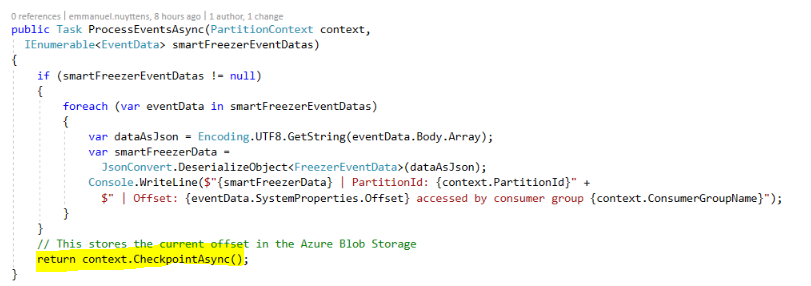 0 references | emmanuel.nuyttens, 8 hours ago | 1 author, 1 change
public Task ProcessEventsAsync(PartitionContext context,
IEnumerable<EventData> smartFreezerEventDatas)
{
if (smartFreezerEventDatas != null)
{
foreach (var eventData in smartFreezerEventDatas)
{
var dataAsJson = Encoding.UTF8.GetString(eventData.Body.Array);
var smartFreezerData =
JsonConvert.DeserializeObject<FreezerEventData>(dataAsJson);
Console.WriteLine($"{smartFreezerData} | PartitionId: {context.PartitionId}" +
$" | Offset: {eventData.SystemProperties.Offset} accessed by consumer group {context.ConsumerGroupName}");
}
}
// This stores the current offset in the Azure Blob Storage
return context.CheckpointAsync();
}